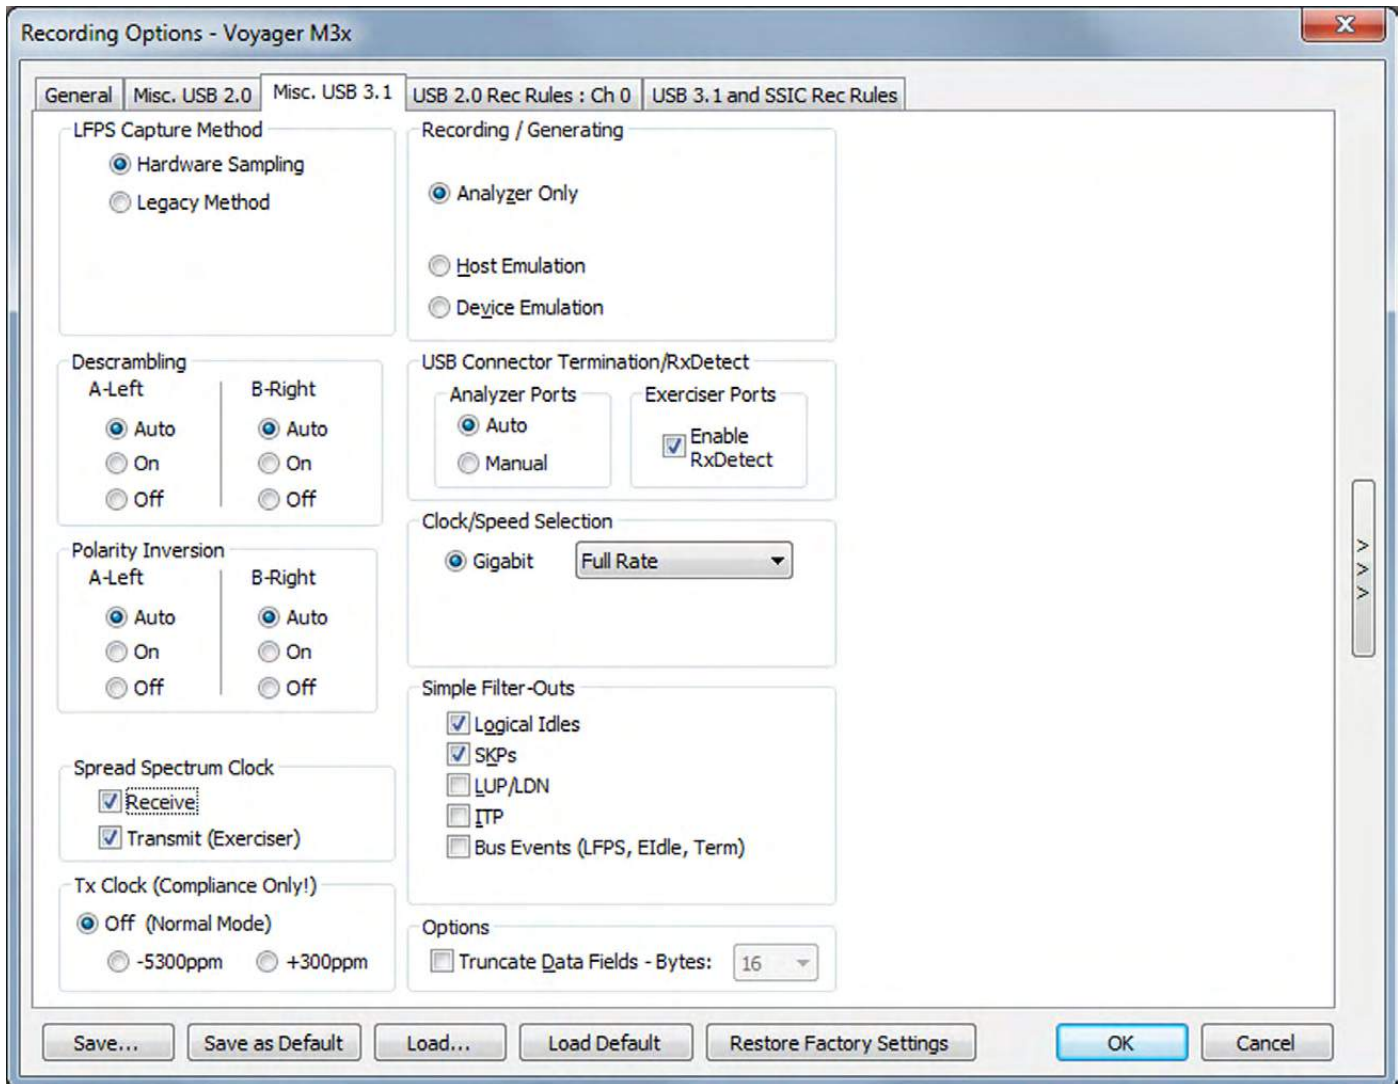 Recording Options - Voyager M3x
X
General
Misc. USB 2.0
Misc. USB 3.1
USB 2.0 Rec Rules : Ch 0
USB 3.1 and SSIC Rec Rules
LFPS Capture Method
Hardware Sampling
Legacy Method
Descrambling
A-Left
B-Right
Auto
Auto
On
On
Off
Off
Polarity Inversion
A-Left
B-Right
Auto
Auto
On
On
Off
Off
Spread Spectrum Clock
Receive
Transmit (Exerciser)
Tx Clock (Compliance Only!)
Off (Normal Mode)
-5300ppm
+300ppm
Recording / Generating
Analyzer Only
Host Emulation
Device Emulation
USB Connector Termination/RxDetect
Analyzer Ports
Auto
Manual
Exerciser Ports
Enable
RxDetect
Clock/Speed Selection
Gigabit
Full Rate
Simple Filter-Outs
Logical Idles
SKPs
LUP/LDN
ITP
Bus Events (LFPS, EIdle, Term)
Options
Truncate Data Fields - Bytes:
16
>
>
>
Save...
Save as Default
Load...
Load Default
Restore Factory Settings
OK
Cancel